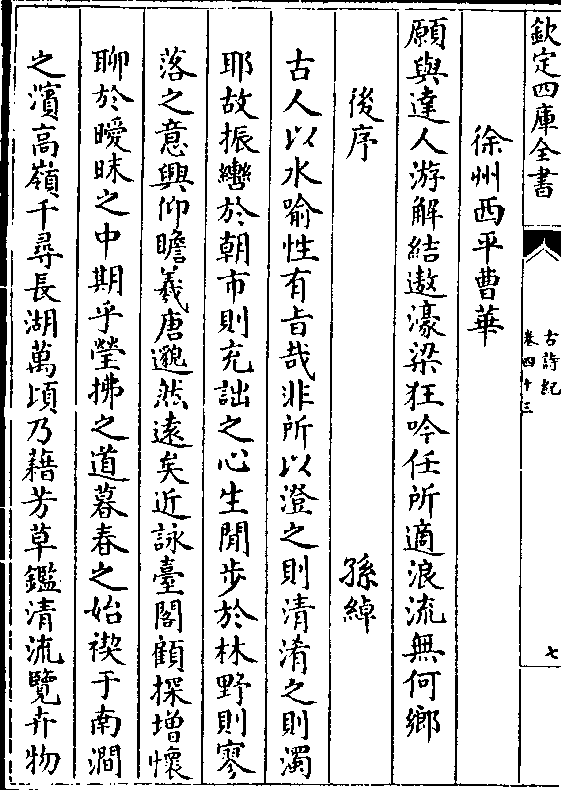 欽定四庫全書
古詩紀
卷四十三
七
徐州西平曹華
願與達人游解結遨濠梁狂吟任所適浪流無何鄉
後序 孫綽
古人以水喻性有㫖哉非所以澄之則清淆之則濁
耶故振轡於朝市則充詘之心生閒步於林野則寥
落之意興仰瞻羲唐邈然遠矣近詠臺閣顧探增懷
聊於曖昧之中期乎瑩拂之道暮春之始禊于南澗
之濱高嶺千尋長湖萬頃乃藉芳草鑑清流覽卉物